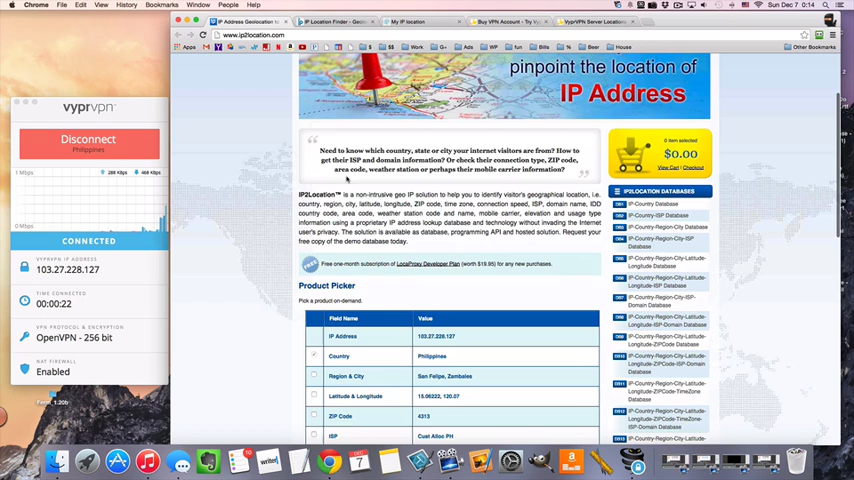 Chrome File Edit View History Bookmarks Window People Help
Sun Dec 7 0:14
IP Address Geolocation to
IP Location Finder - Geoloc
My IP location
Buy VPN Account - Try Vy
VyprVPN Server Locations
www.ip2location.com
Apps
$
$$
Work
G+
Ads
WP
fun
Bills
%
Beer
House
Other Bookmarks
vyprvpn
Disconnect
Philippines
1 Mbps
288 KBps
468 KBps
0 Mbps
CONNECTED
VYPRVPN IP ADDRESS
103.27.228.127
TIME CONNECTED
00:00:22
VPN PROTOCOL & ENCRYPTION
OpenVPN - 256 bit
NAT FIREWALL
Enabled
pinpoint the location of
IP Address
Need to know which country, state or city your internet visitors are from? How to
get their ISP and domain information? Or check their connection type, ZIP code,
area code, weather station or perhaps their mobile carrier information?
IP2Location™ is a non-intrusive geo IP solution to help you to identify visitor's geographical location, i.e.
country, region, city, latitude, longitude, ZIP code, time zone, connection speed, ISP, domain name, IDD
country code, area code, weather station code and name, mobile carrier, elevation and usage type
information using a proprietary IP address lookup database and technology without invading the Internet
user's privacy. The solution is available as database, programming API and hosted solution. Request your
free copy of the demo database today.
FREE
Free one-month subscription of LocaProxy Developer Plan (worth $19.95) for any new purchases.
Product Picker
Pick a product on-demand.
Field Name Value
IP Address 103.27.228.127
Country Philippines
Region & City San Felipe, Zambales
Latitude & Longitude 15.06222, 120.07
ZIP Code 4313
ISP Cust Alloc PH
0 item selected
$0.00
View Cart | Checkout
IP2LOCATION DATABASES
DB1 IP-Country Database
DB2 IP-Country-ISP Database
DB3 IP-Country-Region-City Database
DB4 IP-Country-Region-City-ISP
Database
DB5 IP-Country-Region-City-
Latitude-Longitude Database
DB6 IP-Country-Region-City-Latitude-
Longitude-ISP Database
DB7 IP-Country-Region-City-ISP-
Domain Database
DB8 IP-Country-Region-City-Latitude-
Longitude-ISP-Domain Database
DB9 IP-Country-Region-City-Latitude-
Longitude-ZIPCode Database
DB10 IP-Country-Region-City-Latitude-
Longitude-ZIPCode-ISP-Domain
Database
DB11 IP-Country-Region-City-Latitude-
Longitude-ZIPCode-TimeZone
Database
IP-Country-Region-City-Latitude-
Form_1.20b